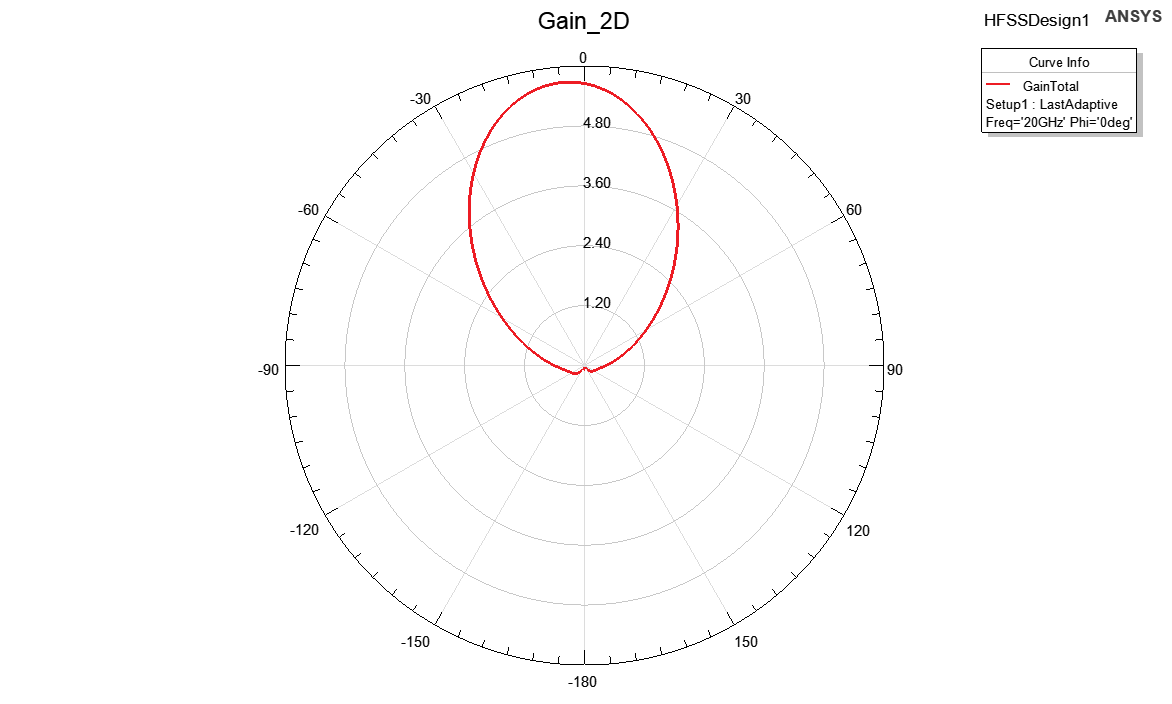 Gain_2D
HFSSDesign1
ANSYS
Curve Info
GainTotal
Setup1 : LastAdaptive
Freq='20GHz' Phi='0deg'
0
-30
30
4.80
3.60
-60
60
2.40
1.20
-90
90
-120
120
-150
150
-180